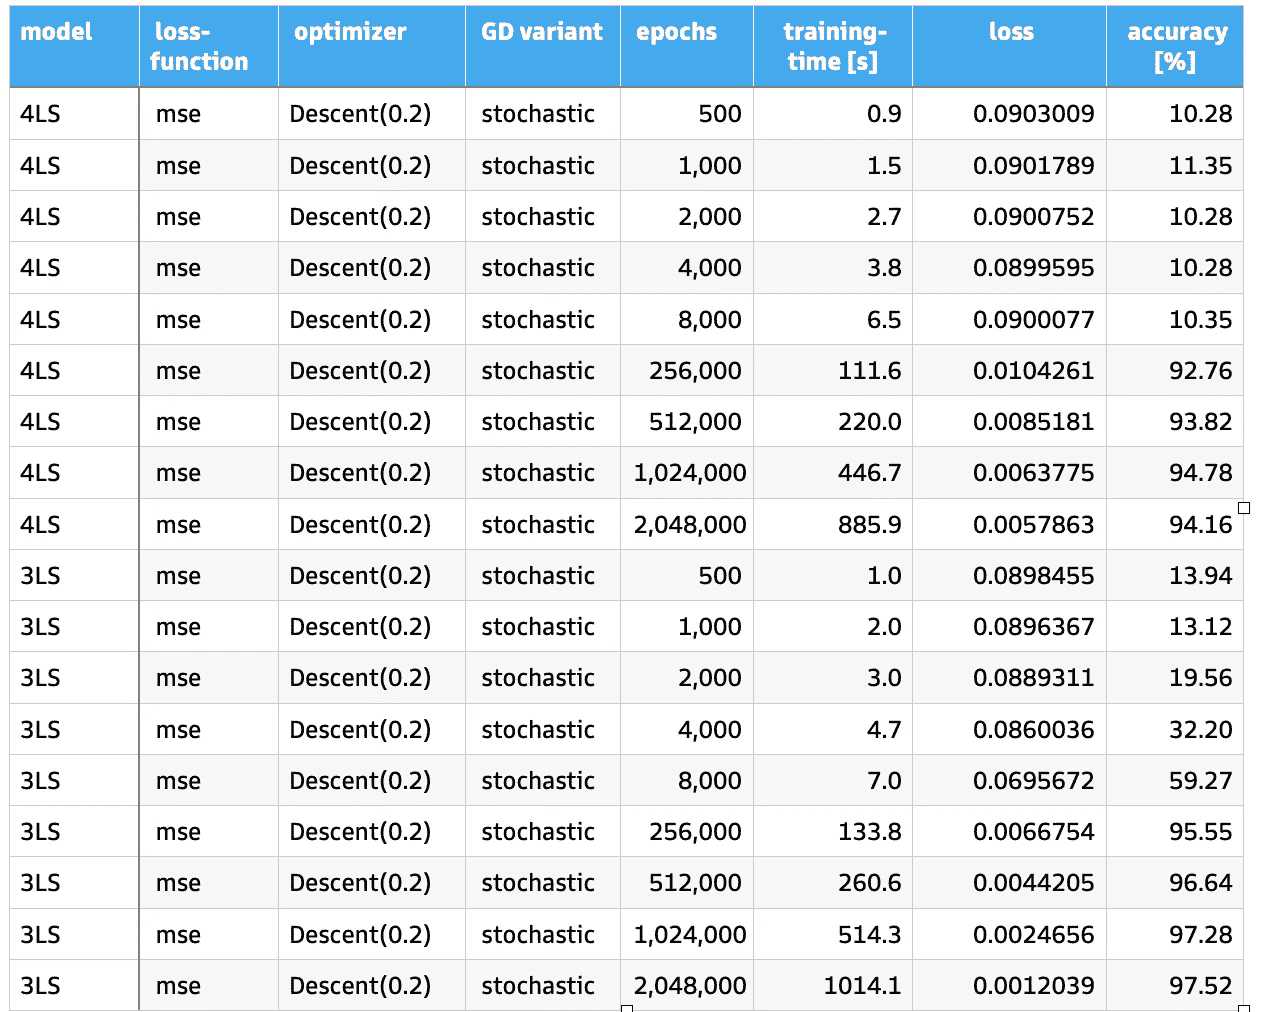 model loss-function optimizer GD variant epochs training-time [s] loss accuracy [%]
4LS mse Descent(0.2) stochastic 500 0.9 0.0903009 10.28
4LS mse Descent(0.2) stochastic 1,000 1.5 0.0901789 11.35
4LS mse Descent(0.2) stochastic 2,000 2.7 0.0900752 10.28
4LS mse Descent(0.2) stochastic 4,000 3.8 0.0899595 10.28
4LS mse Descent(0.2) stochastic 8,000 6.5 0.0900077 10.35
4LS mse Descent(0.2) stochastic 256,000 111.6 0.0104261 92.76
4LS mse Descent(0.2) stochastic 512,000 220.0 0.0085181 93.82
4LS mse Descent(0.2) stochastic 1,024,000 446.7 0.0063775 94.78
4LS mse Descent(0.2) stochastic 2,048,000 885.9 0.0057863 94.16
3LS mse Descent(0.2) stochastic 500 1.0 0.0898455 13.94
3LS mse Descent(0.2) stochastic 1,000 2.0 0.0896367 13.12
3LS mse Descent(0.2) stochastic 2,000 3.0 0.0889311 19.56
3LS mse Descent(0.2) stochastic 4,000 4.7 0.0860036 32.20
3LS mse Descent(0.2) stochastic 8,000 7.0 0.0695672 59.27
3LS mse Descent(0.2) stochastic 256,000 133.8 0.0066754 95.55
3LS mse Descent(0.2) stochastic 512,000 260.6 0.0044205 96.64
3LS mse Descent(0.2) stochastic 1,024,000 514.3 0.0024656 97.28
3LS mse Descent(0.2) stochastic 2,048,000 1014.1 0.0012039 97.52